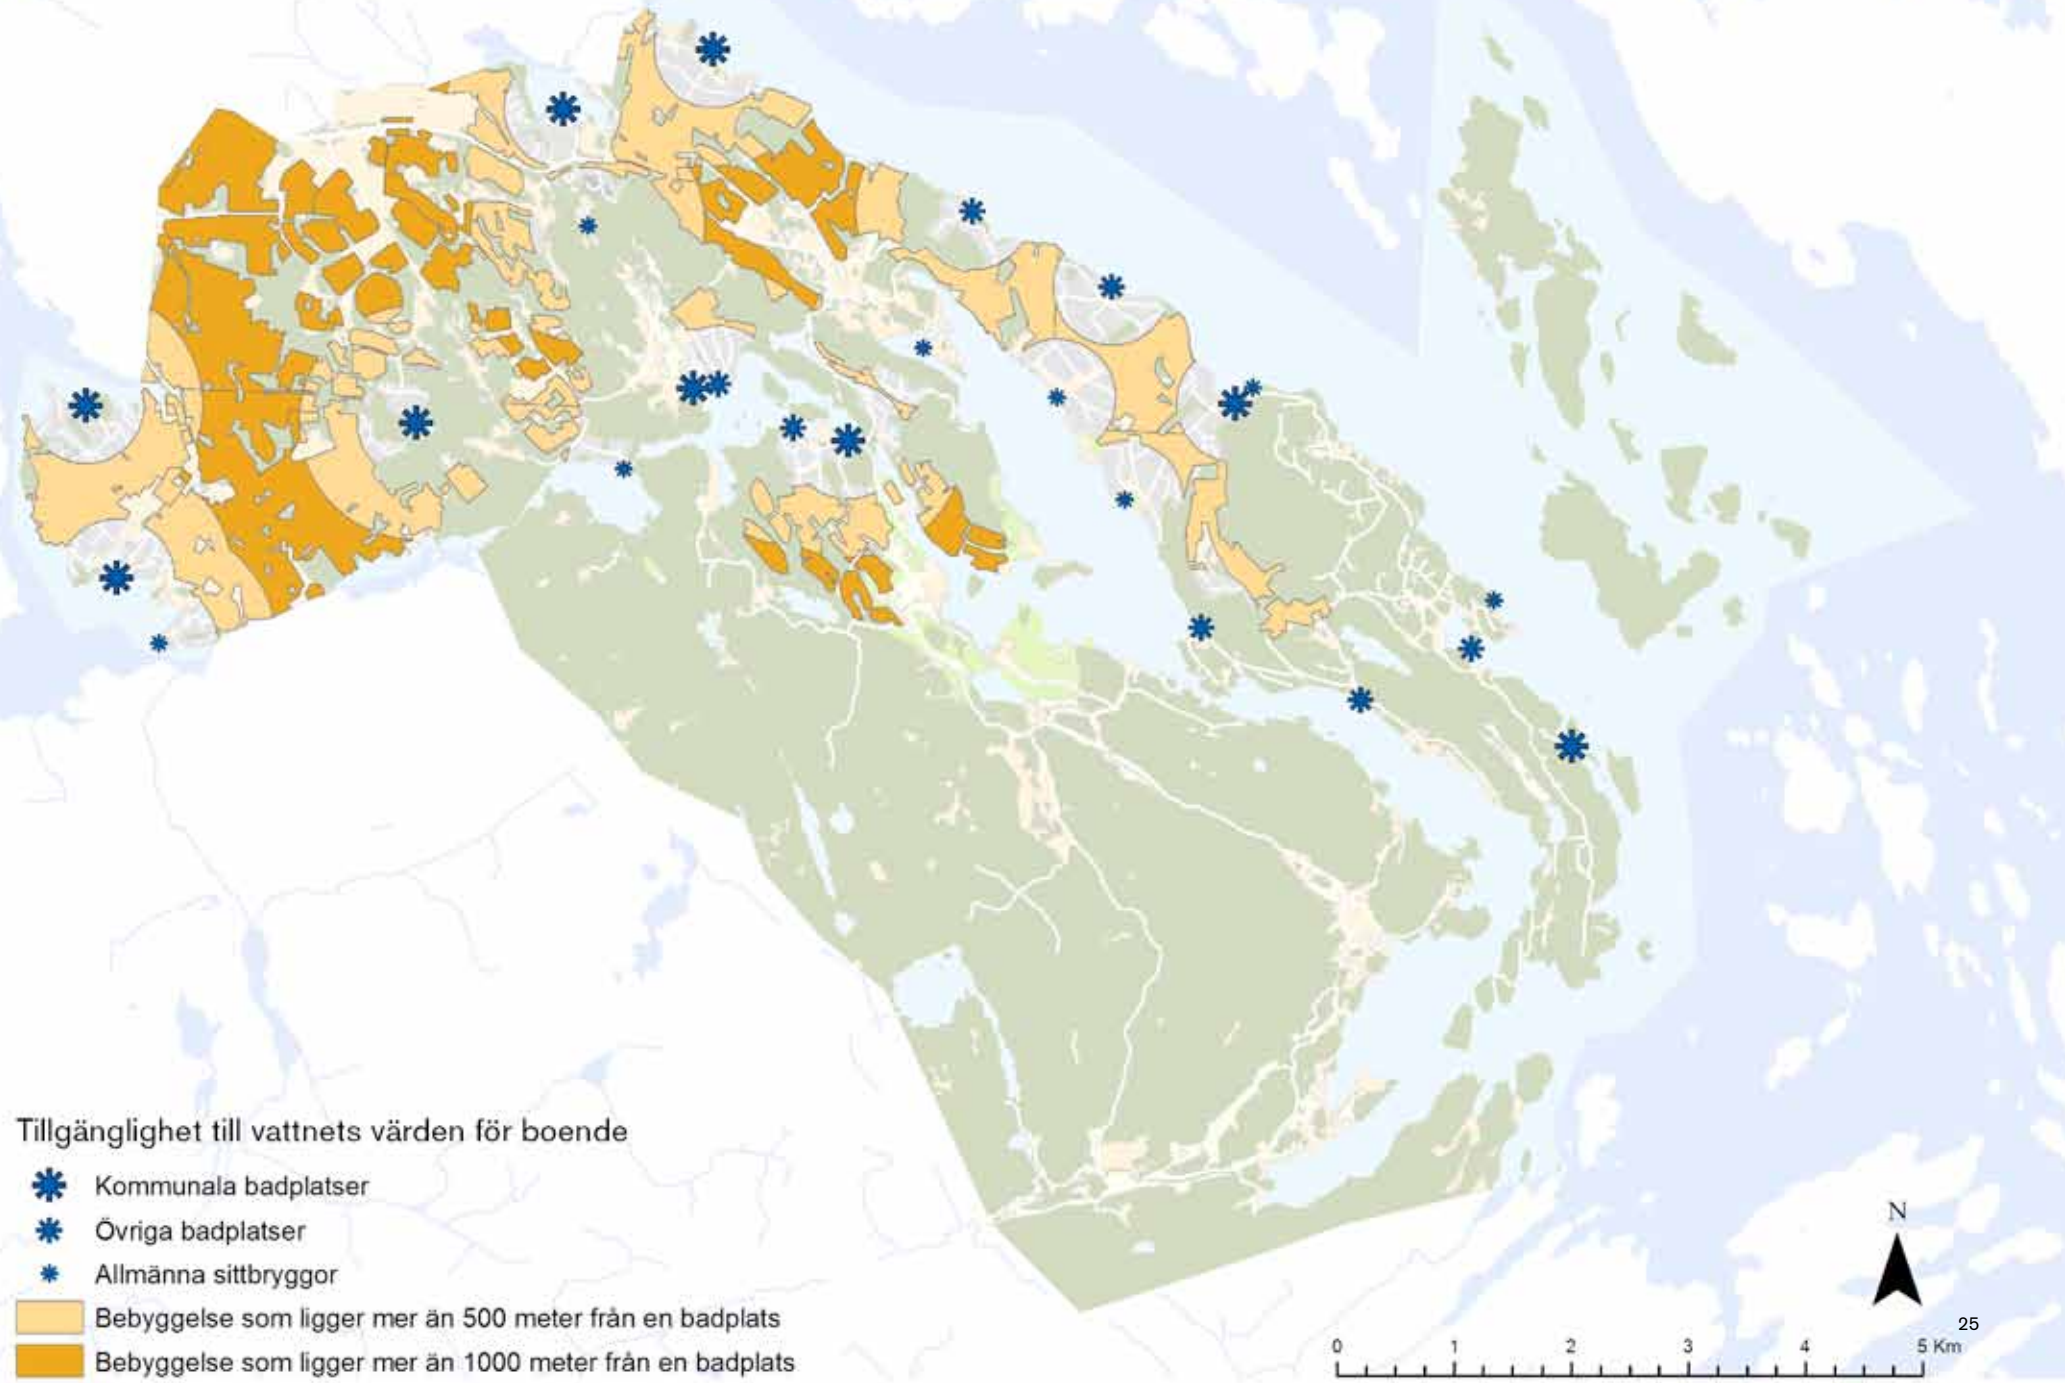 Tillgänglighet till vattnets värden för boende
Kommunala badplatser
Övriga badplatser
Allmänna sittbryggor
Bebyggelse som ligger mer än 500 meter från en badplats
Bebyggelse som ligger mer än 1000 meter från en badplats
N
25
0 1 2 3 4 5 Km